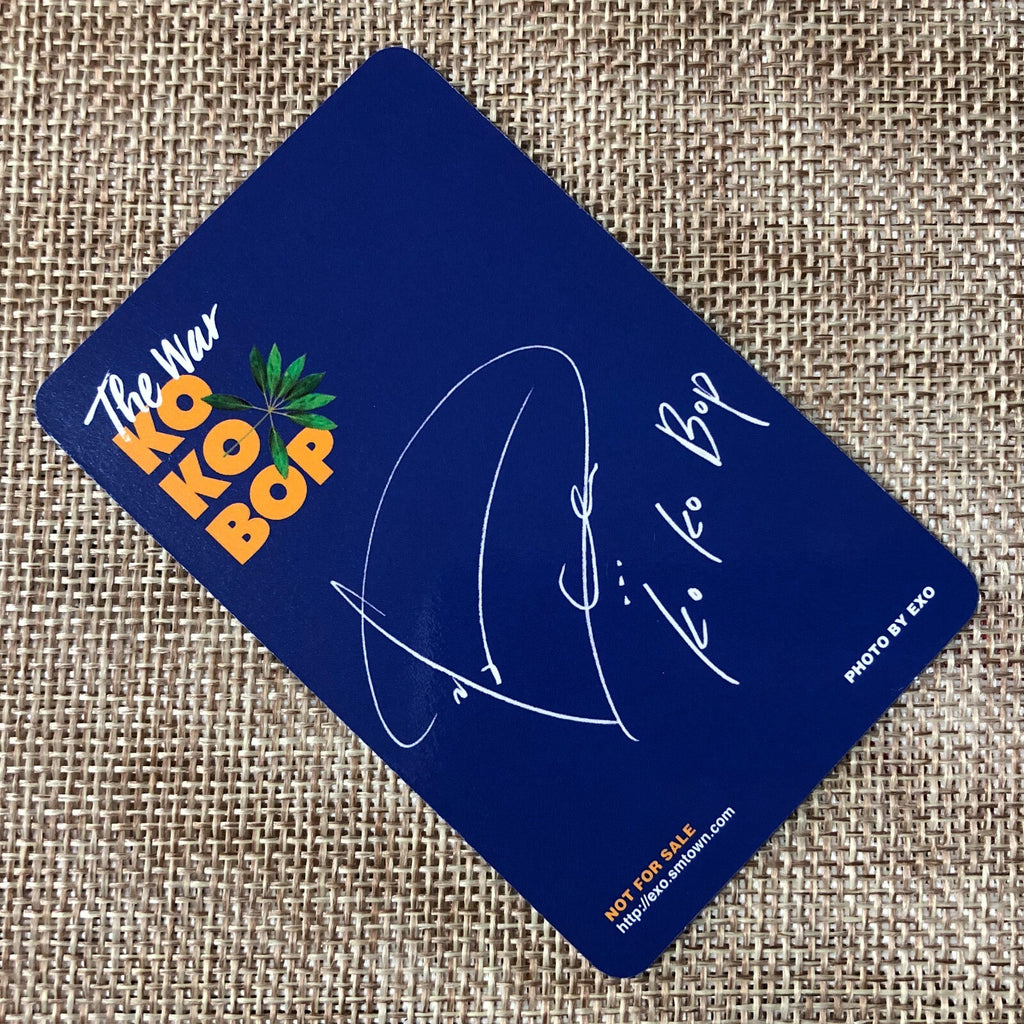 The War
KO
KO
BOP
Ko Ko Bop
PHOTO BY EXO
NOT FOR SALE
http://exo.smtown.com